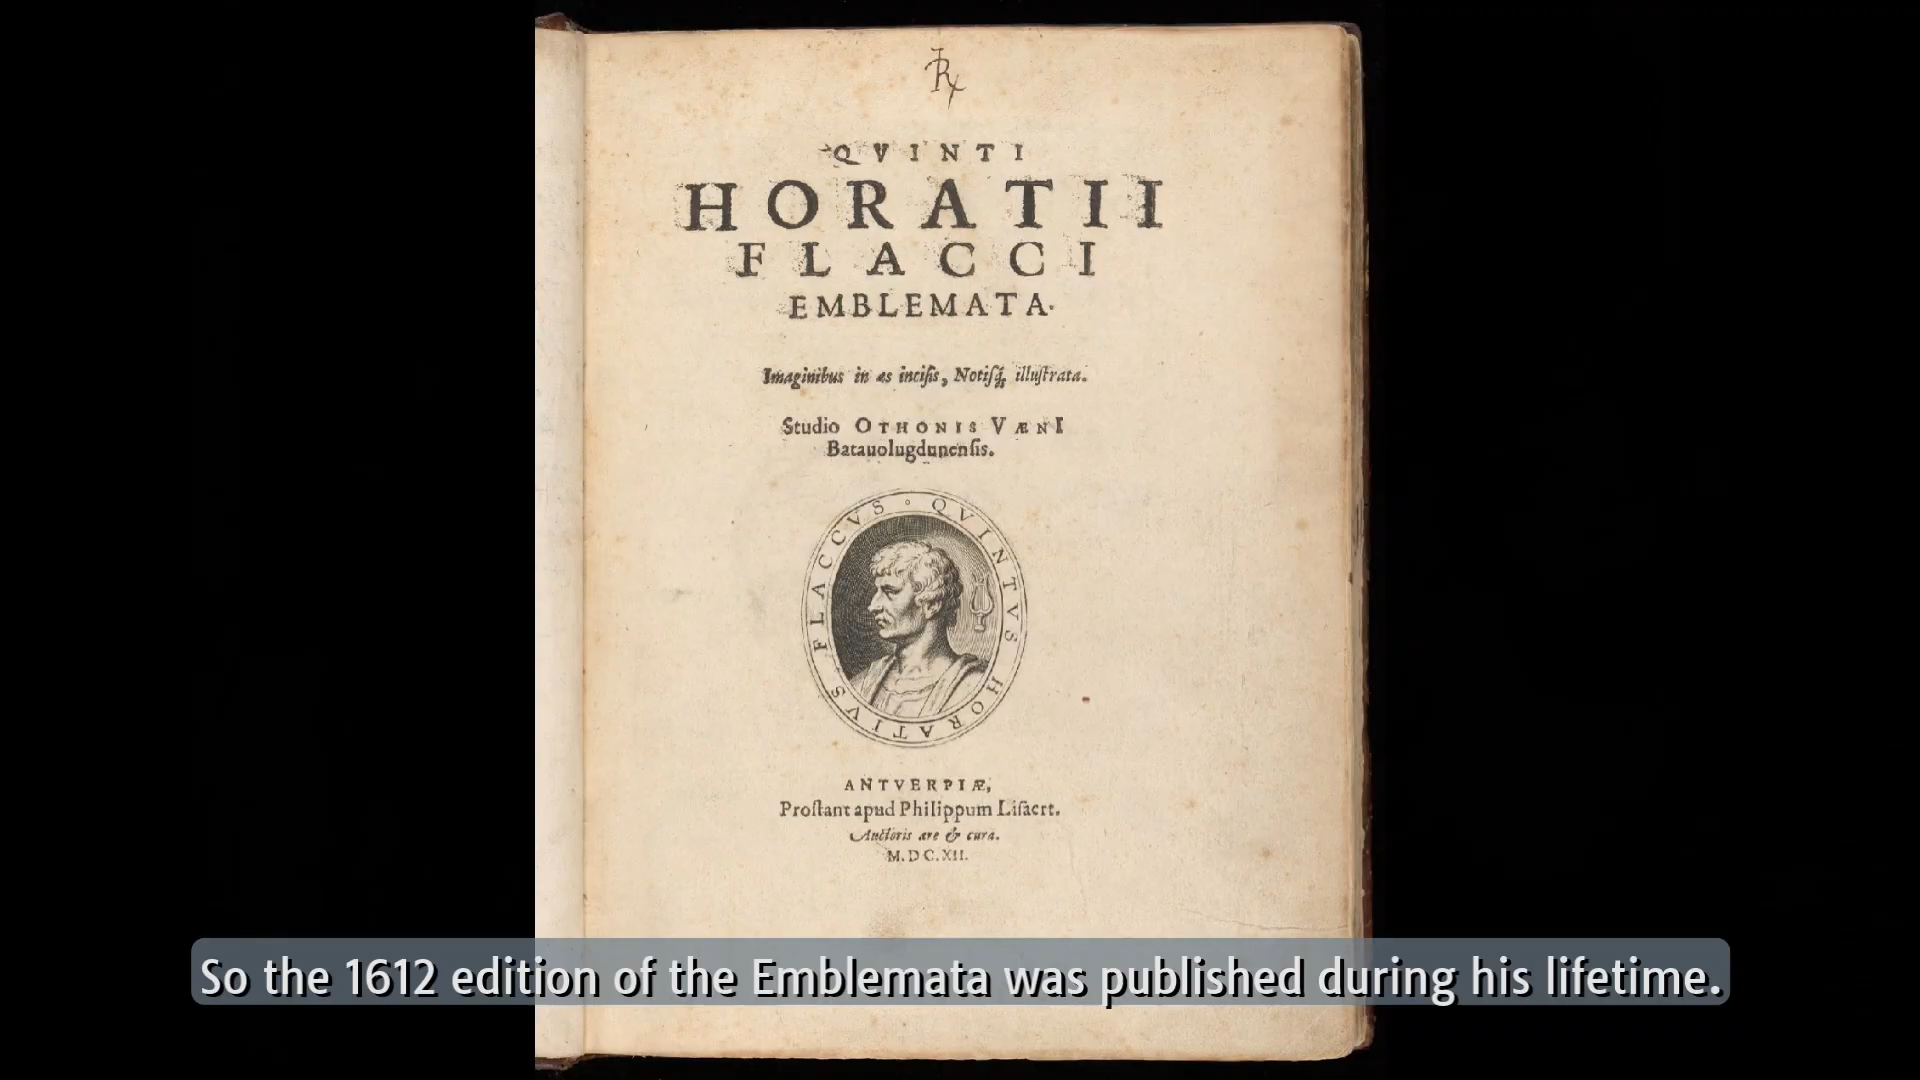 QVINTI
HORATII
FLACCI
EMBLEMATA.
Imaginibus in æs incisis, Notisq́; illustrata.
Studio OTHONIS VÆNI
Batauolugdunensis.
QVINTVS HORATIVS FLACCVS
ANTVERPIÆ,
Prostant apud Philippum Lisaert.
Auctoris ære & cura.
M.DC.XII.
So the 1612 edition of the Emblemata was published during his lifetime.